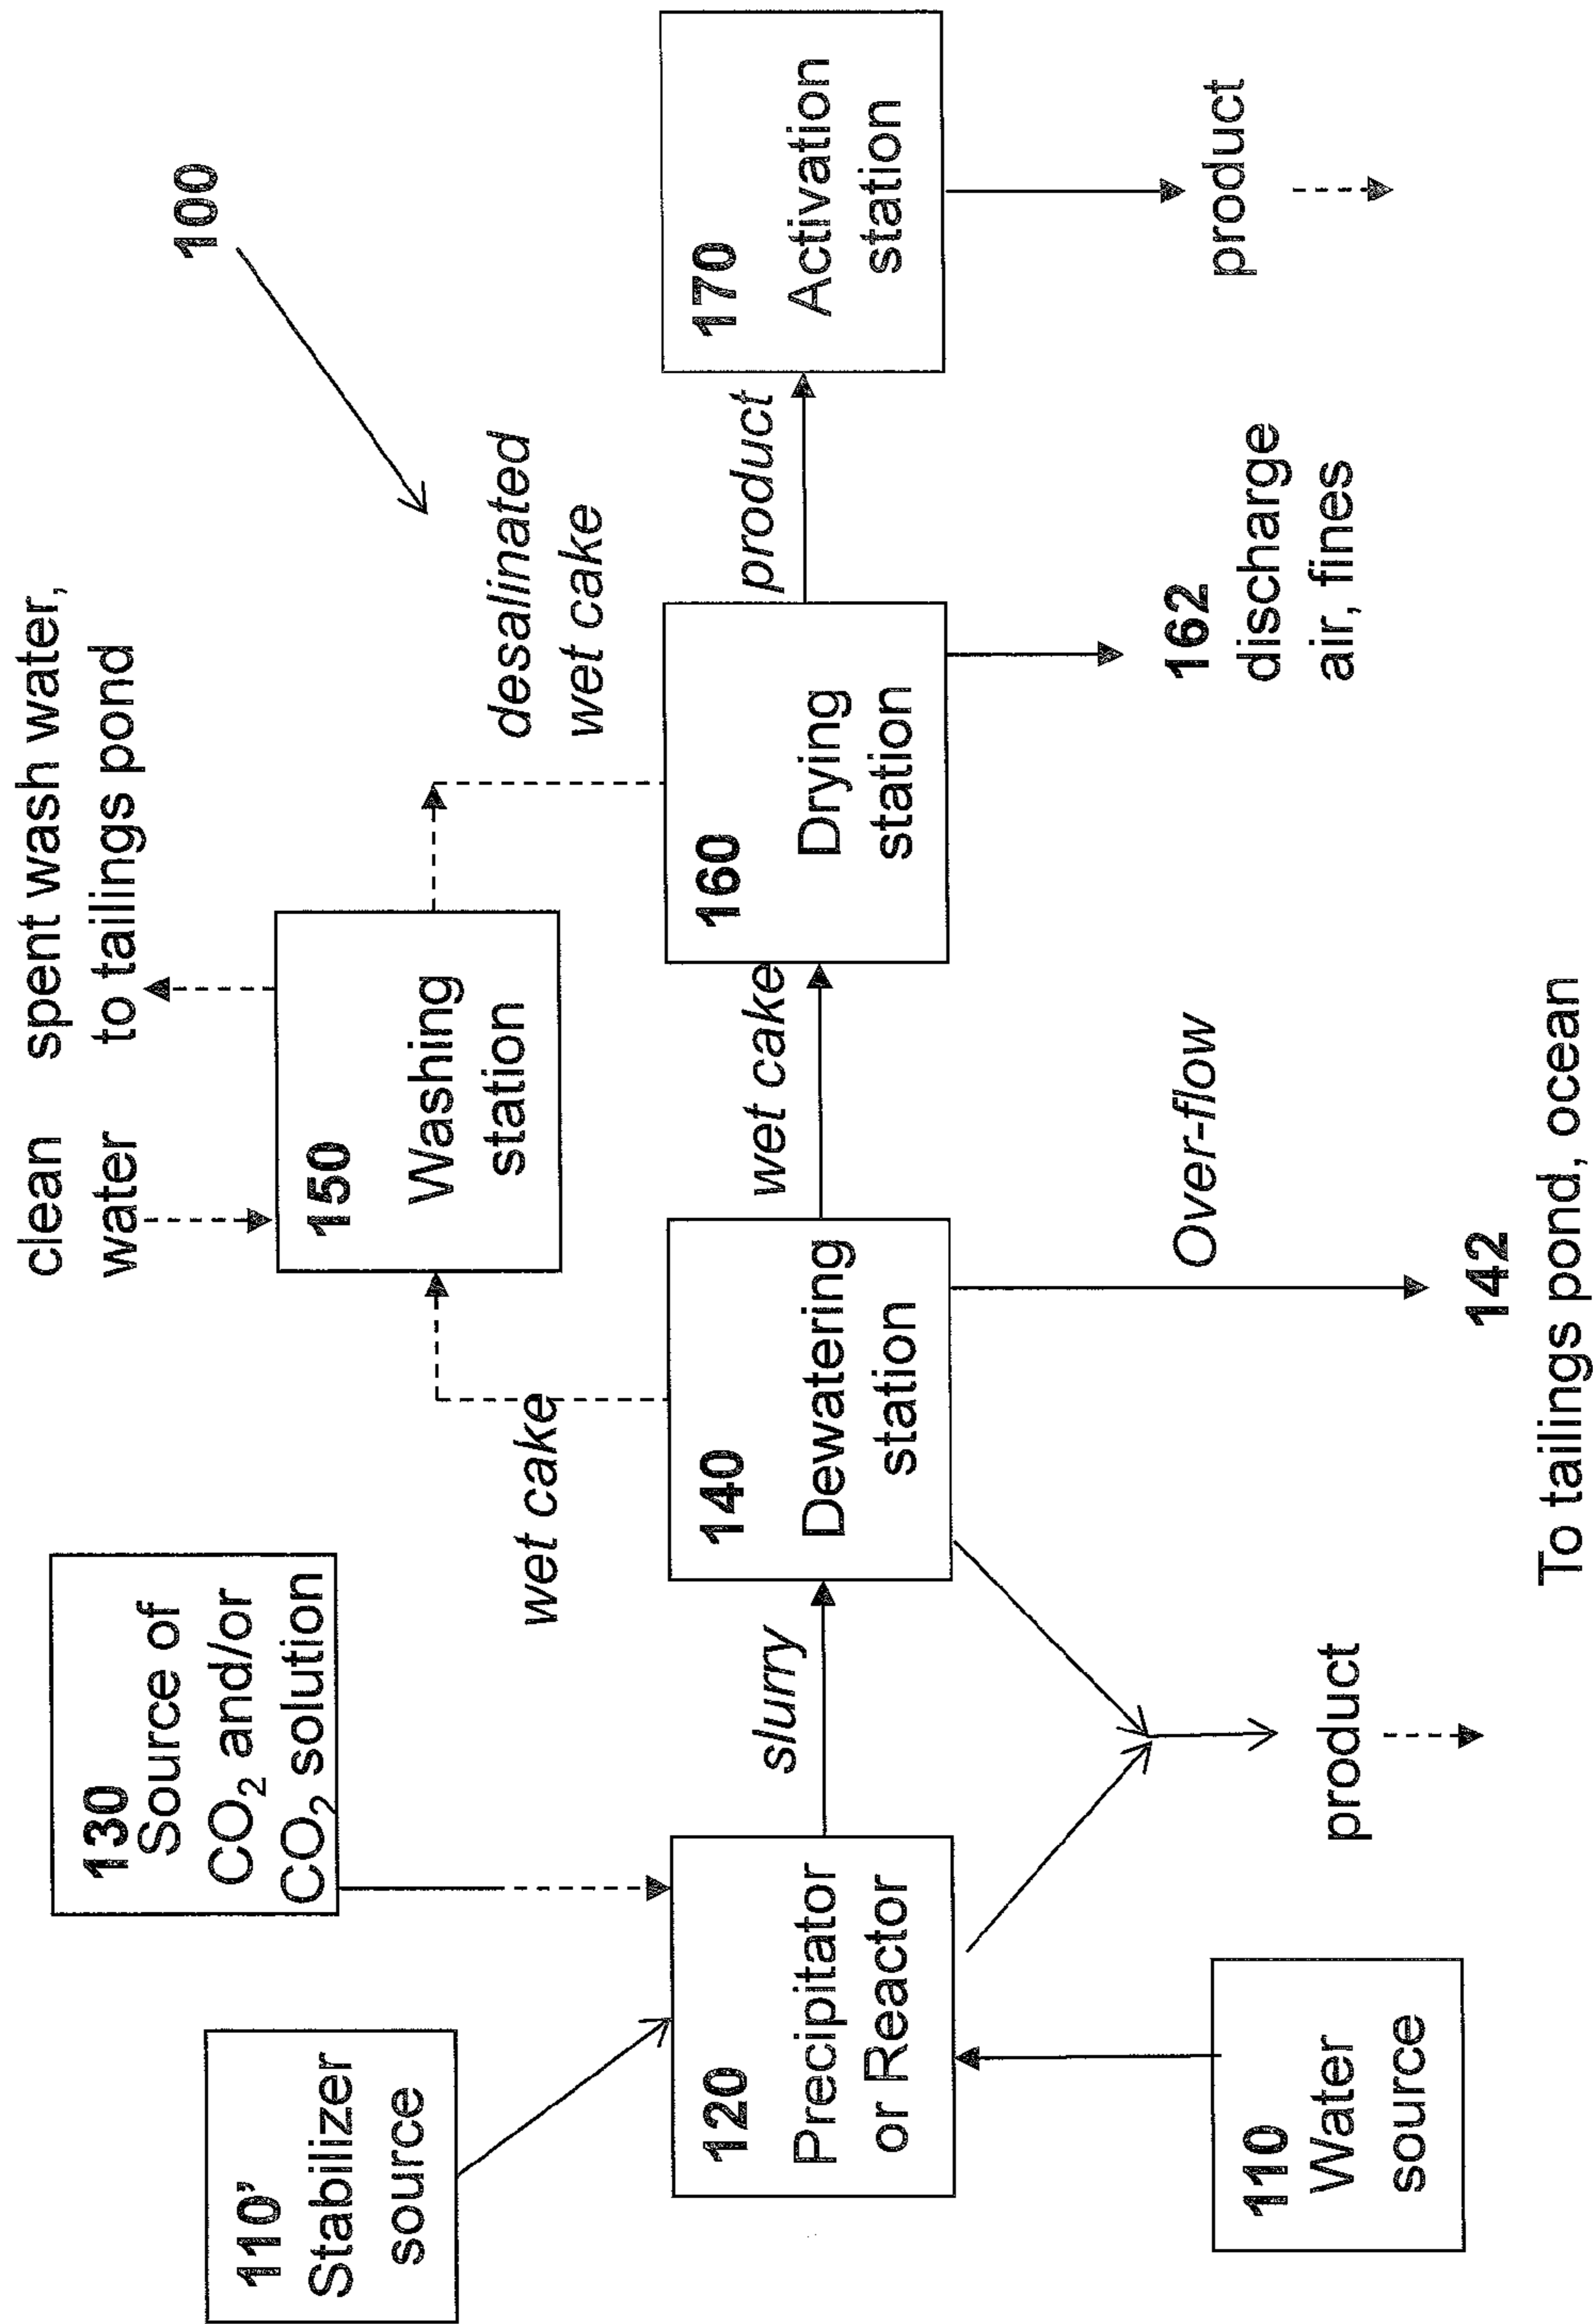 100
clean
water
spent wash water,
to tailings pond
130
Source of
CO₂ and/or
CO₂ solution
110’
Stabilizer
source
150
Washing
station
wet cake
desalinated
wet cake
120
Precipitator
or Reactor
slurry
140
Dewatering
station
wet cake
160
Drying
station
product
170
Activation
station
110
Water
source
product
Over-flow
142
To tailings pond, ocean
162
discharge
air, fines
product